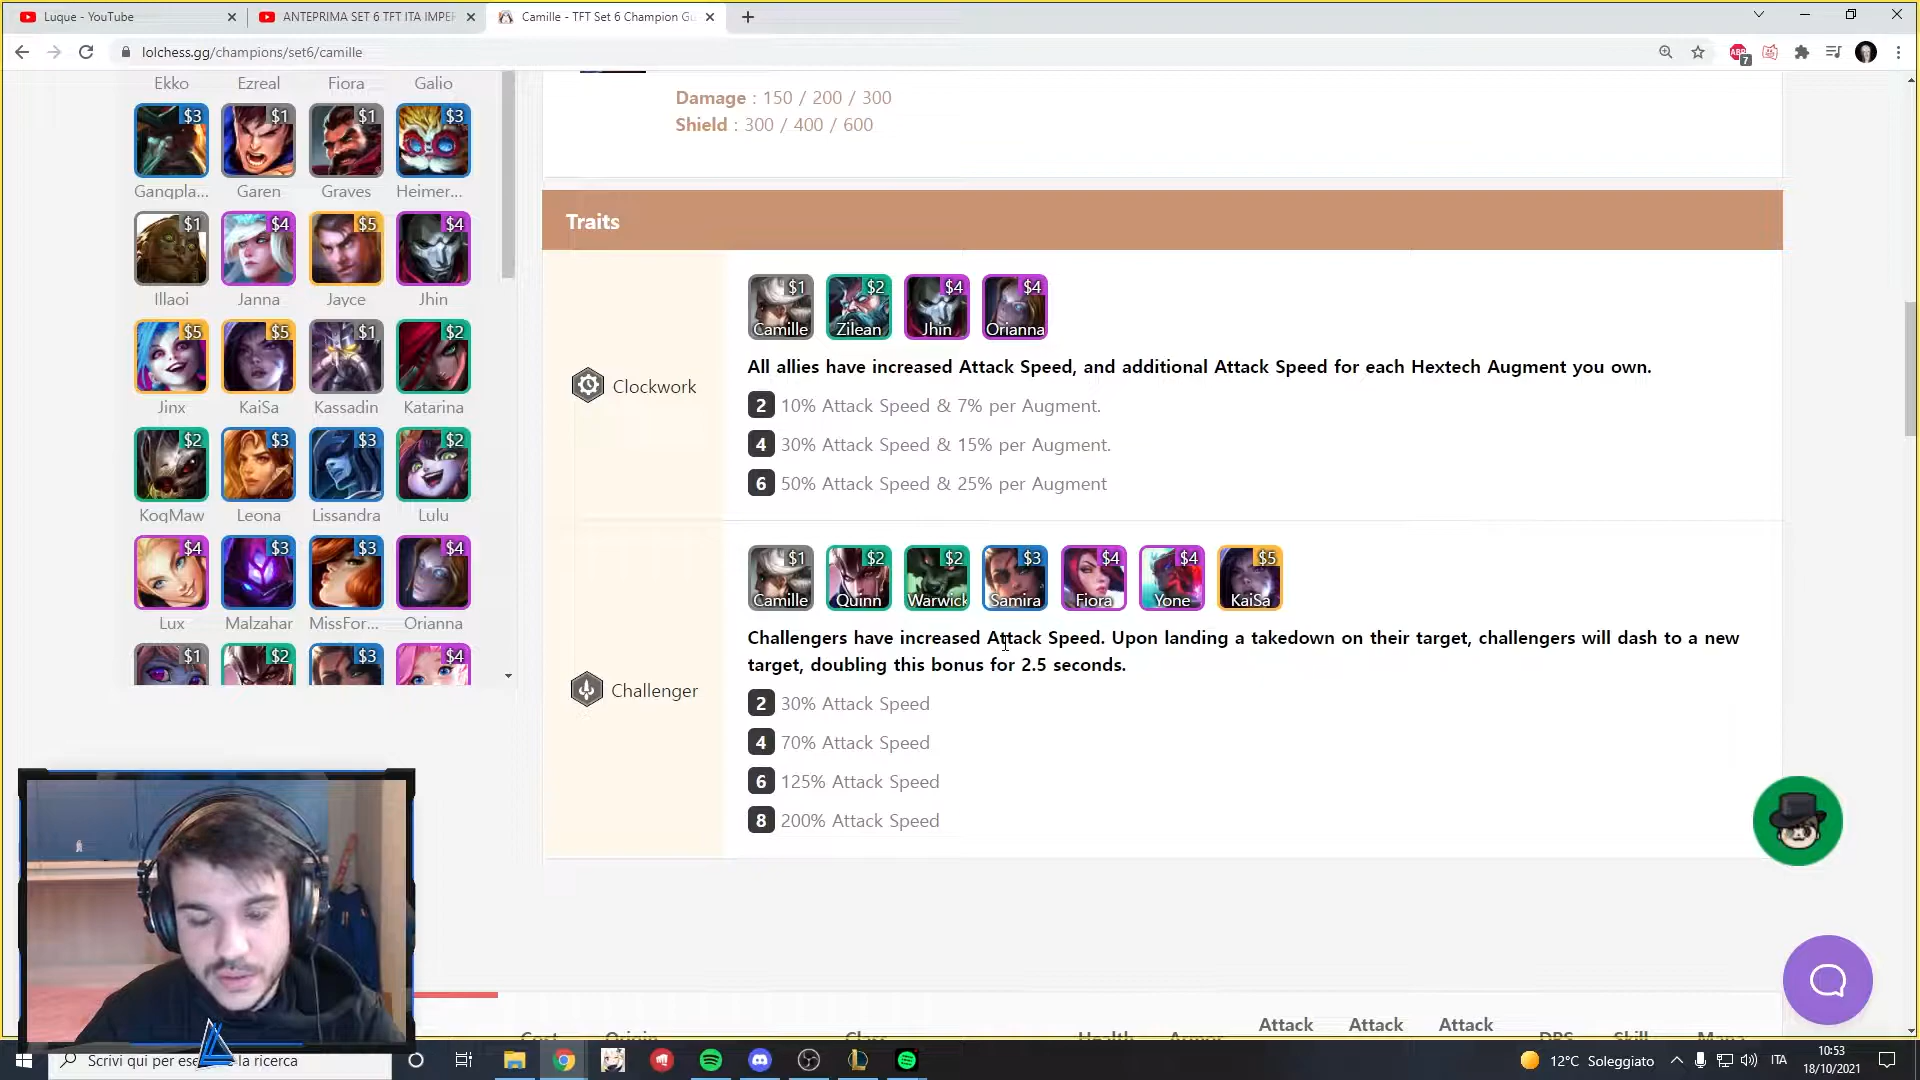 Luque - YouTube
ANTEPRIMA SET 6 TFT ITA IMPER
Camille - TFT Set 6 Champion Gu
lolchess.gg/champions/set6/camille
7
Ekko Ezreal Fiora Galio
$3 $1 $1 $3
Gangpla... Garen Graves Heimer...
$1 $4 $5 $4
Illaoi Janna Jayce Jhin
$5 $5 $1 $2
Jinx KaiSa Kassadin Katarina
$2 $3 $3 $2
KogMaw Leona Lissandra Lulu
$4 $3 $3 $4
Lux Malzahar MissFor... Orianna
$1 $2 $3 $4
Damage : 150 / 200 / 300
Shield : 300 / 400 / 600
Traits
Clockwork
$1 $2 $4 $4
Camille Zilean Jhin Orianna
All allies have increased Attack Speed, and additional Attack Speed for each Hextech Augment you own.
2 10% Attack Speed & 7% per Augment.
4 30% Attack Speed & 15% per Augment.
6 50% Attack Speed & 25% per Augment
Challenger
$1 $2 $2 $3 $4 $4 $5
Camille Quinn Warwick Samira Fiora Yone KaiSa
Challengers have increased Attack Speed. Upon landing a takedown on their target, challengers will dash to a new
target, doubling this bonus for 2.5 seconds.
2 30% Attack Speed
4 70% Attack Speed
6 125% Attack Speed
8 200% Attack Speed
Attack Attack Attack
Cost Origin Class Health Armor DPS Skill Mana
Scrivi qui per ese la ricerca
12°C Soleggiato
ITA
10:53
18/10/2021